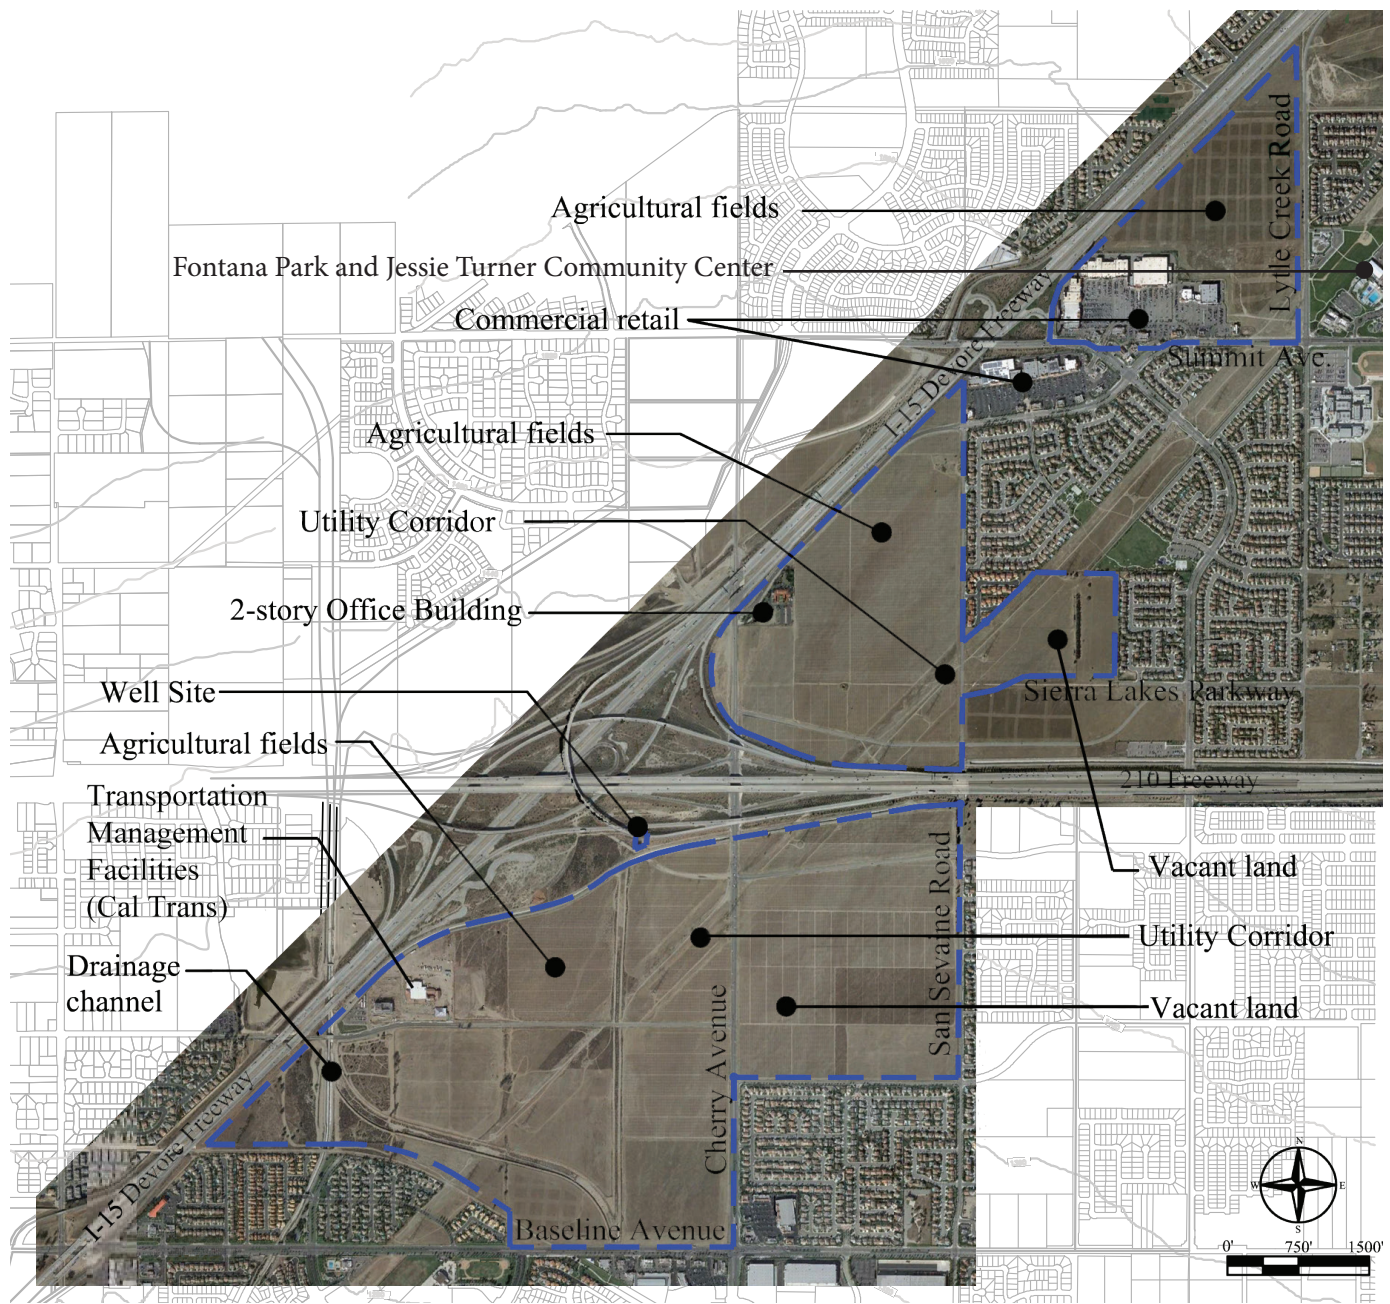 Agricultural fields
Lytle Creek Road
Fontana Park and Jessie Turner Community Center
Commercial retail
I-15 Devore Freeway
Summit Ave.
Agricultural fields
Utility Corridor
2-story Office Building
Well Site
Sierra Lakes Parkway
Agricultural fields
210 Freeway
Transportation
Management
Facilities
(Cal Trans)
Vacant land
San Sevaine Road
Utility Corridor
Drainage
channel
Vacant land
Cherry Avenue
I-15 Devore Freeway
Baseline Avenue
N
W
E
S
0'
750'
1500'